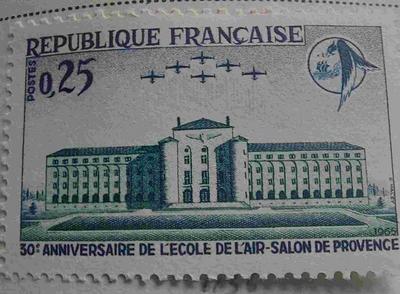 REPUBLIQUE FRANÇAISE
POSTES
0,25
1965
30E ANNIVERSAIRE DE L'ECOLE DE L'AIR-SALON DE PROVENCE